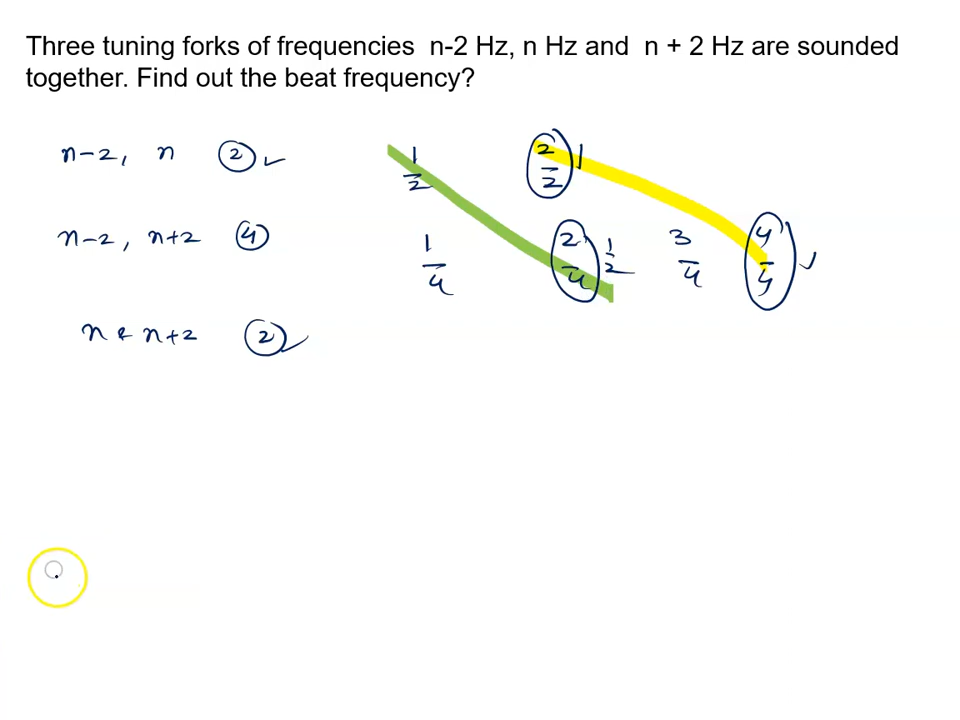 Three tuning forks of frequencies n-2 Hz, n Hz and n + 2 Hz are sounded
together. Find out the beat frequency?
n-2, n 2 ✓ 1/2 2/2 1
n-2, n+2 4 1/4 2/4 1/2 3/4 4/4 ✓
n & n+2 2 ✓